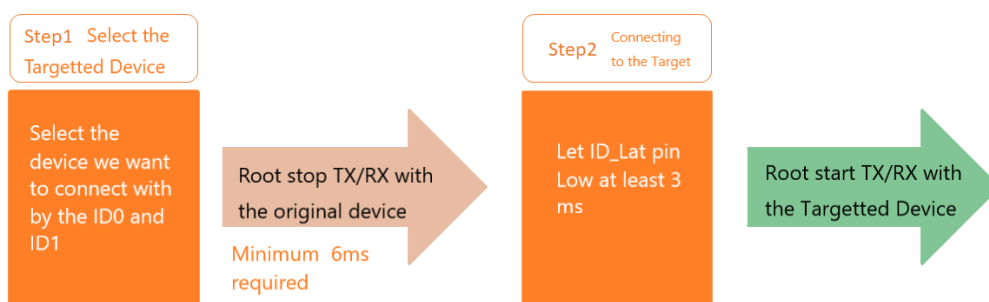 Step1 Select the
Targetted Device
Select the
device we want
to connect with
by the ID0 and
ID1
Root stop TX/RX with
the original device
Minimum 6ms
required
Step2 Connecting
to the Target
Let ID_Lat pin
Low at least 3
ms
Root start TX/RX with
the Targetted Device